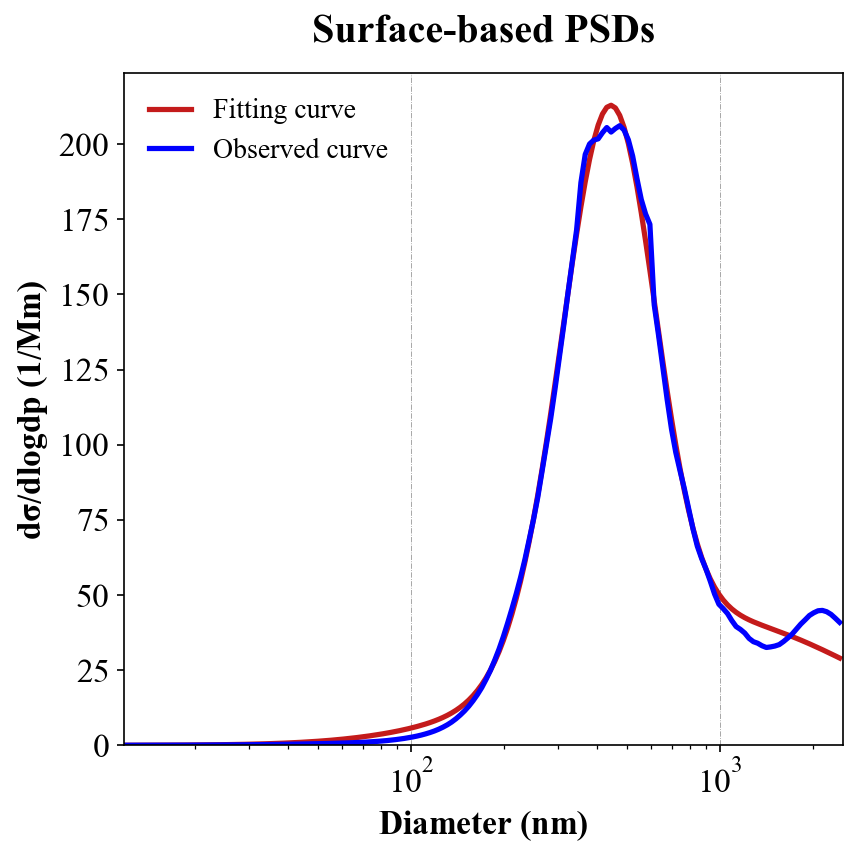 Surface-based PSDs
Fitting curve
Observed curve
dσ/dlogdp (1/Mm)
200
175
150
125
100
75
50
25
0
10²
10³
Diameter (nm)